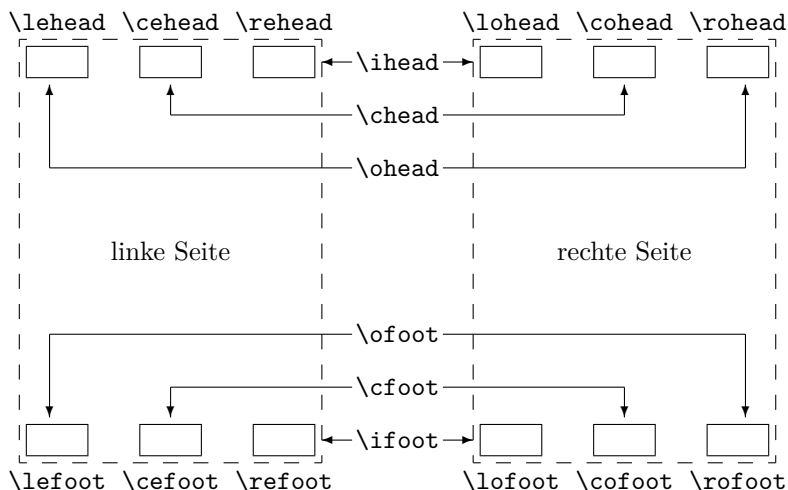 \lehead \cehead \rehead \lohead \cohead \rohead
\ihead
\chead
\ohead
linke Seite rechte Seite
\ofoot
\cfoot
\ifoot
\lefoot \cefoot \refoot \lofoot \cofoot \rofoot